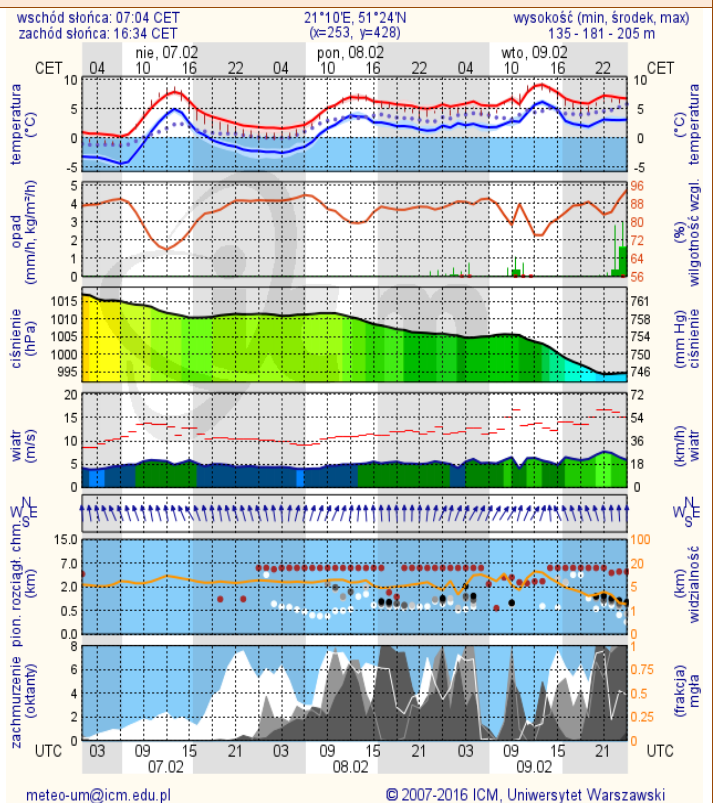 wschód słońca: 07:04 CET 21°10'E, 51°24'N wysokość (min, środek, max)
zachód słońca: 16:34 CET (x=253, y=428) 135 - 181 - 205 m
nie, 07.02 pon, 08.02 wto, 09.02
CET 04 10 16 22 04 10 16 22 04 10 16 22 CET
temperatura (°C)
10 5 0 -5
10 5 0 -5
(°C) temperatura
opad (mm/h, kg/m²/h)
5 4 3 2 1 0
96 88 80 72 64 56
(%) wilgotność wzgl.
ciśnienie (hPa)
1015 1010 1005 1000 995
761 758 754 750 746
(mm Hg) ciśnienie
icm
wiatr (m/s)
20 15 10 5 0
72 54 36 18 0
(km/h) wiatr
N W E S
N W E S
pion. rozciągł. chm. (km)
15.0 7.0 2.0 0.5 0.0
100 20 5 1 0
(km) widzialność
zachmurzenie (oktanty)
8 6 4 2 0
1 0.75 0.5 0.25 0
(frakcja) mgła
UTC 03 09 15 21 03 09 15 21 03 09 15 21 UTC
07.02 08.02 09.02
meteo-um@icm.edu.pl © 2007-2016 ICM, Uniwersytet Warszawski